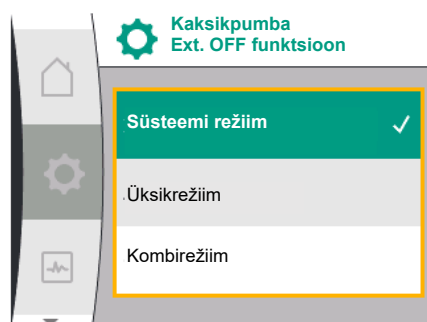 Kaksikpumba
Ext. OFF funktsioon
Süsteemi režiim
Üksikrežiim
Kombirežiim